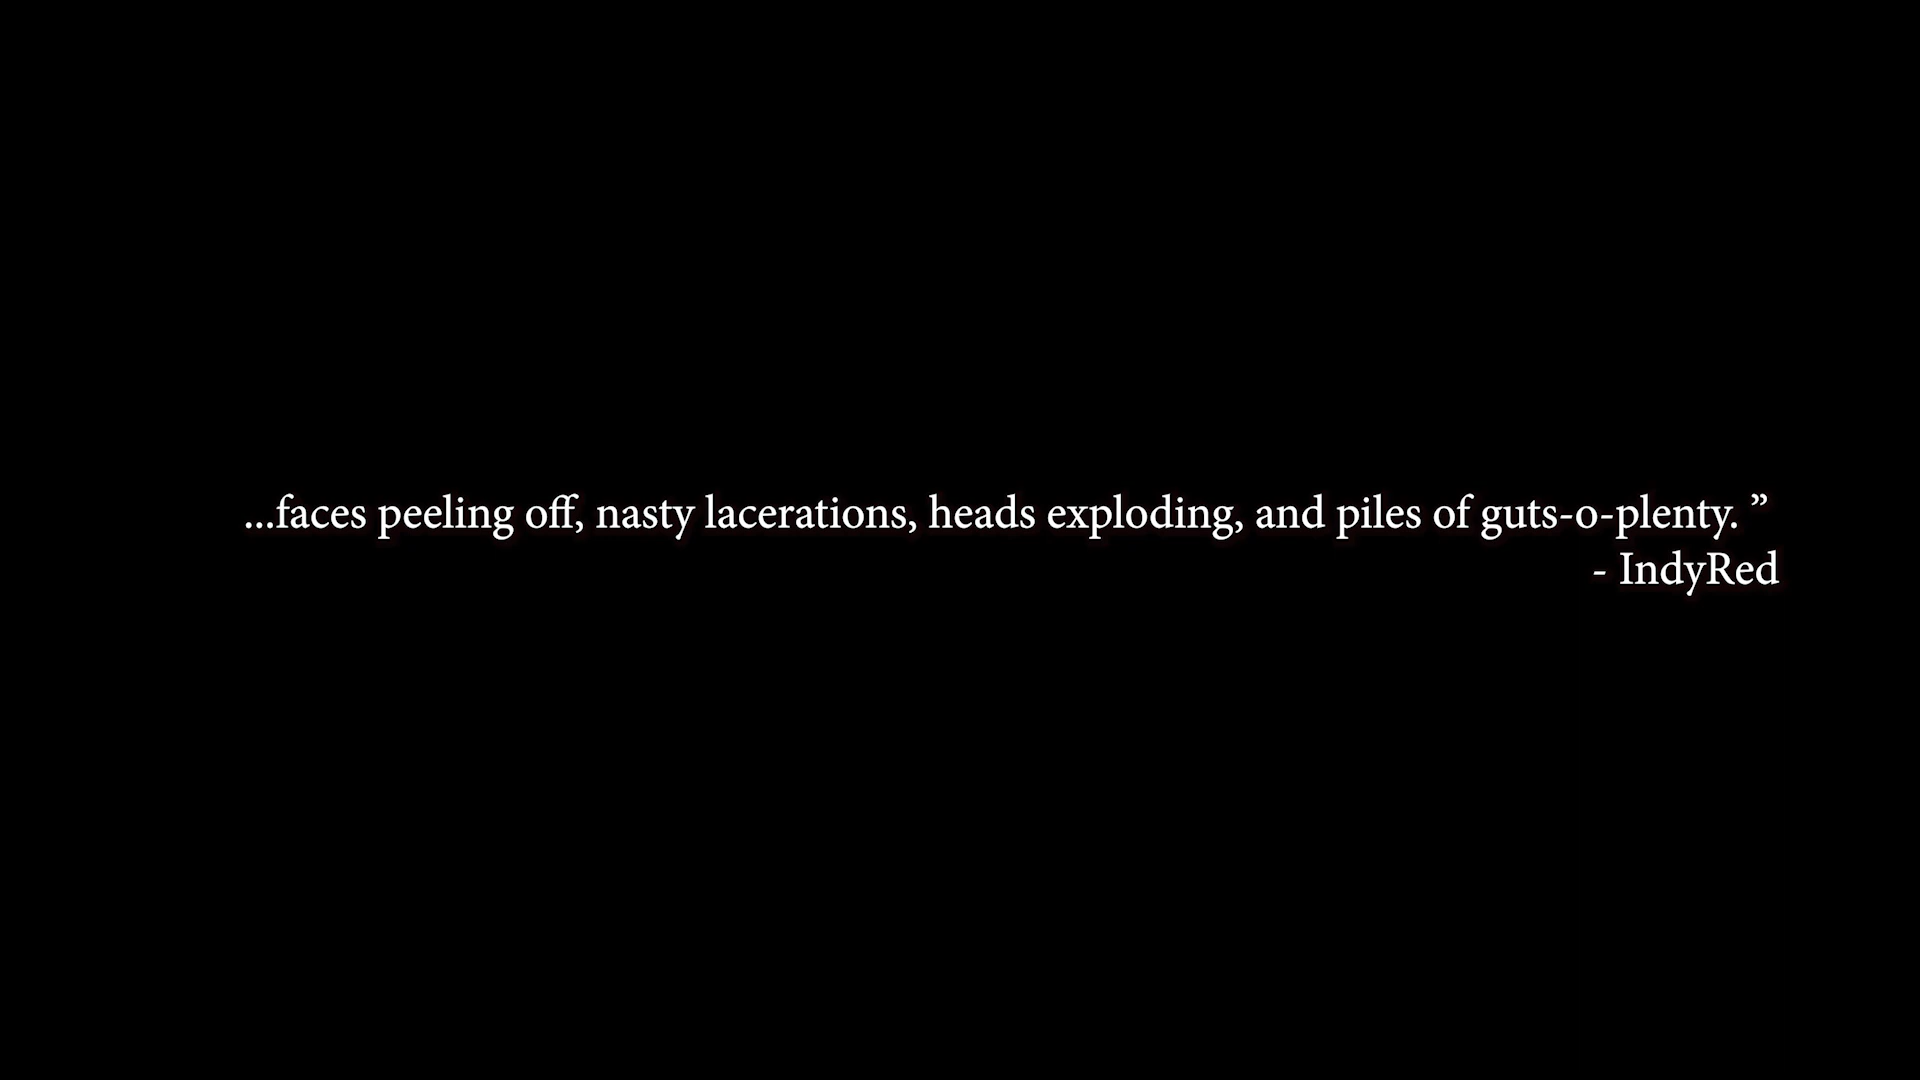 ...faces peeling off, nasty lacerations, heads exploding, and piles of guts-o-plenty. ”
- IndyRed